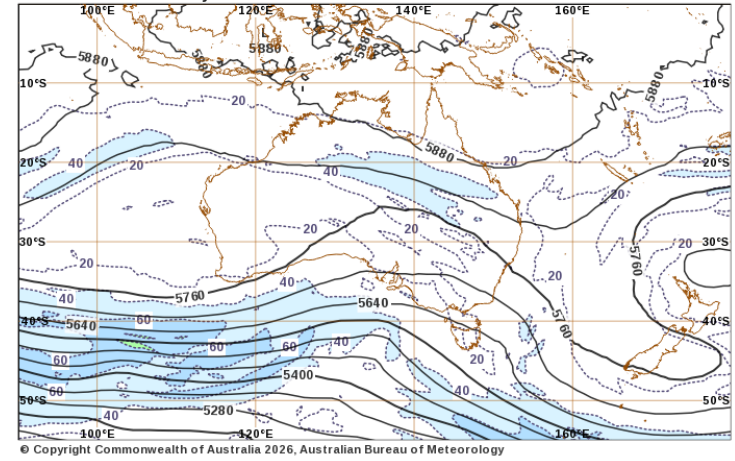 100°E 120°E 140°E 160°E
L
5880 5880
5880
5880
5880
10°S 10°S
20
5880
20°S 40 20 40 20 20°S
20
20 20
30°S 20 30°S
5760
20 20
40
40 5760 5640
40°S 5640 60 5760 40°S
60 60 60 40
20
5400
60 40
50°S 50°S
40 5280
100°E 120°E 160°E
© Copyright Commonwealth of Australia 2026, Australian Bureau of Meteorology